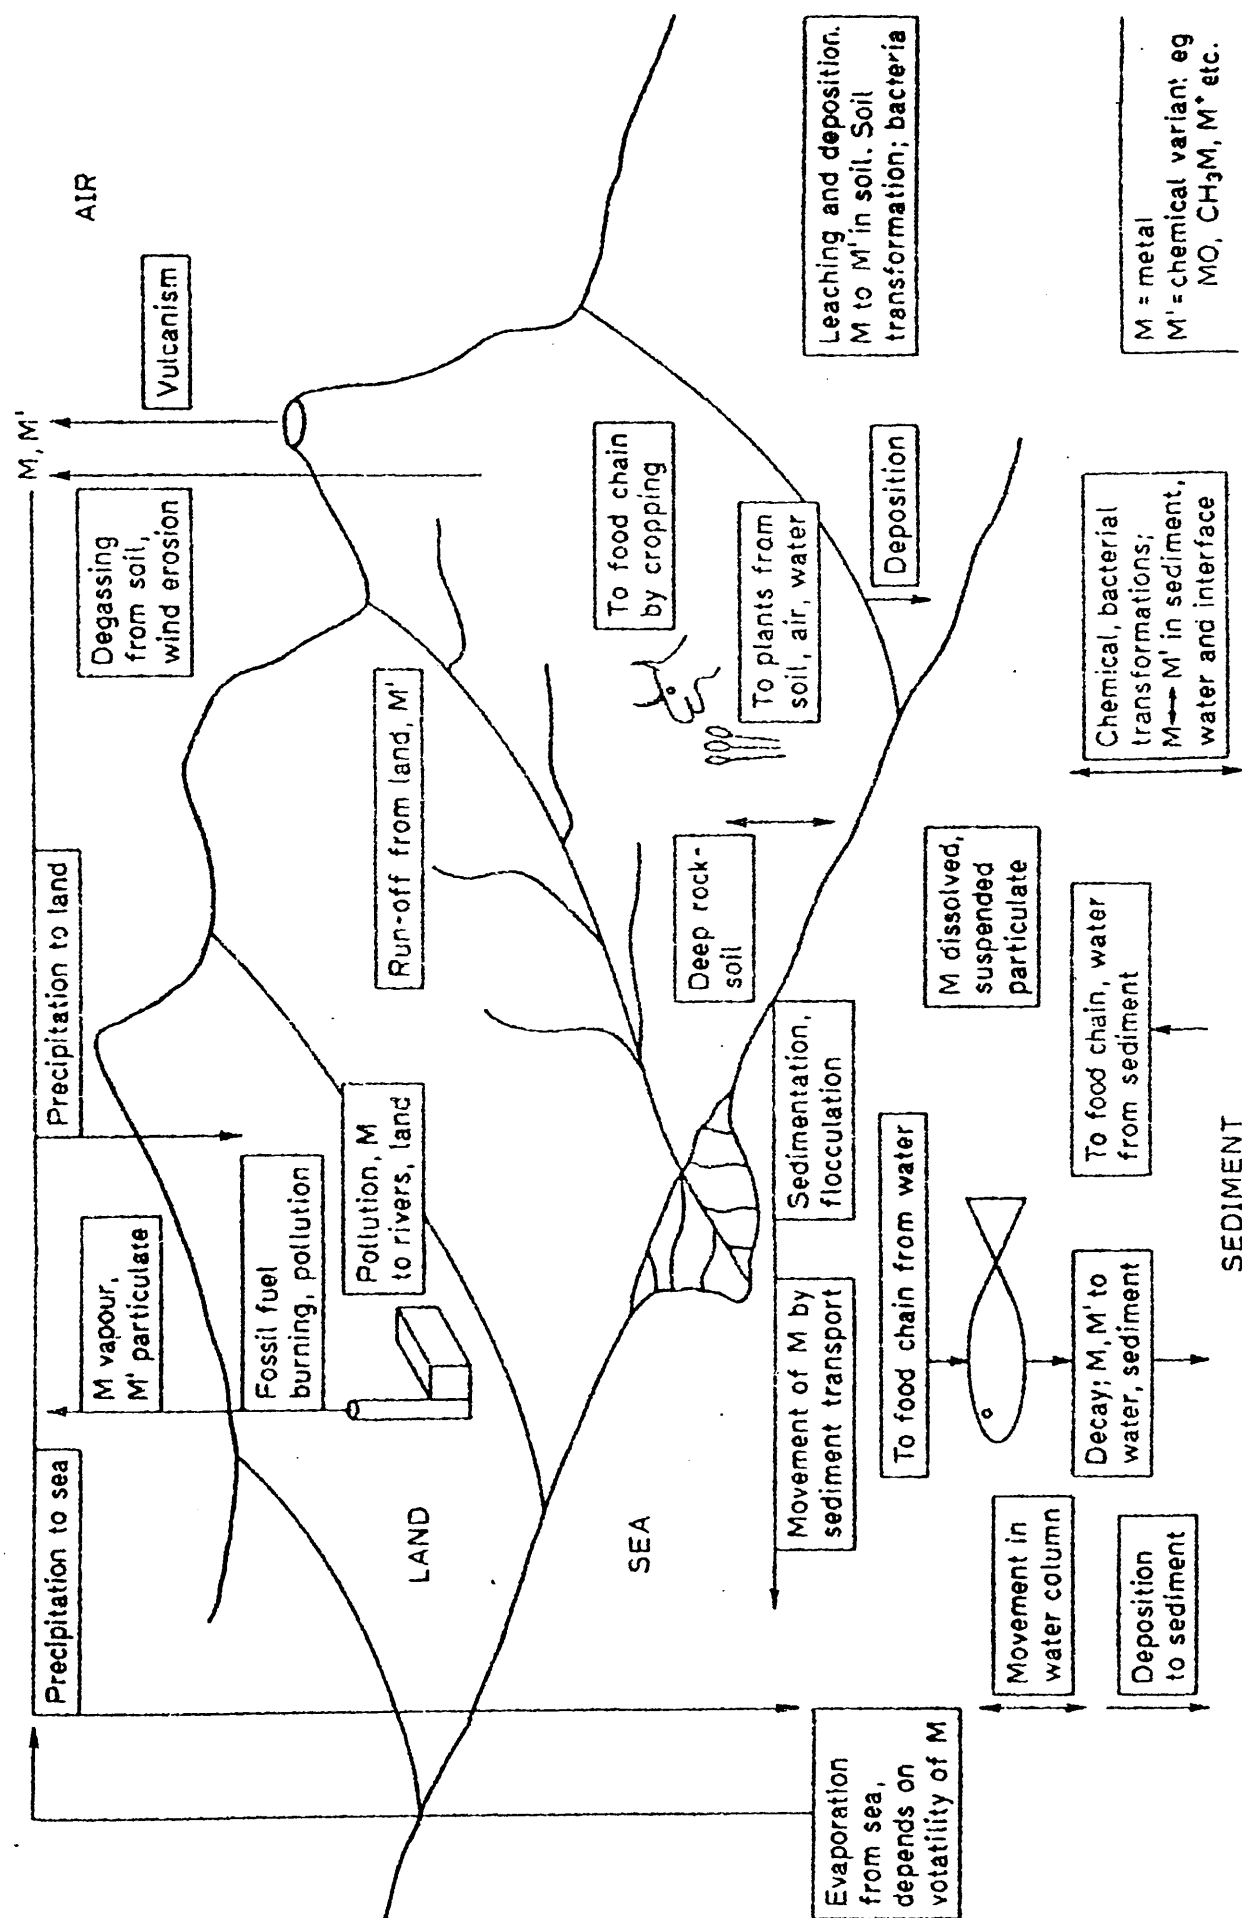 AIR
M, M'
Vulcanism
Degassing
from soil,
wind erosion
Precipitation to land
Precipitation to sea
M vapour,
M' particulate
Fossil fuel
burning, pollution
Pollution, M
to rivers, land
Run-off from land, M'
LAND
SEA
To food chain
by cropping
To plants from
soil, air, water
Deep rock-
soil
Deposition
Leaching and deposition.
M to M' in soil. Soil
transformation; bacteria
Sedimentation,
flocculation
Movement of M by
sediment transport
Evaporation
from sea,
depends on
votatility of M
To food chain from water
M dissolved,
suspended
particulate
Movement in
water column
Decay; M, M' to
water, sediment
To food chain, water
from sediment
Chemical, bacterial
transformations;
M↔M' in sediment,
water and interface
Deposition
to sediment
SEDIMENT
M = metal
M' = chemical variant eg
MO, CH₃M, M⁺ etc.